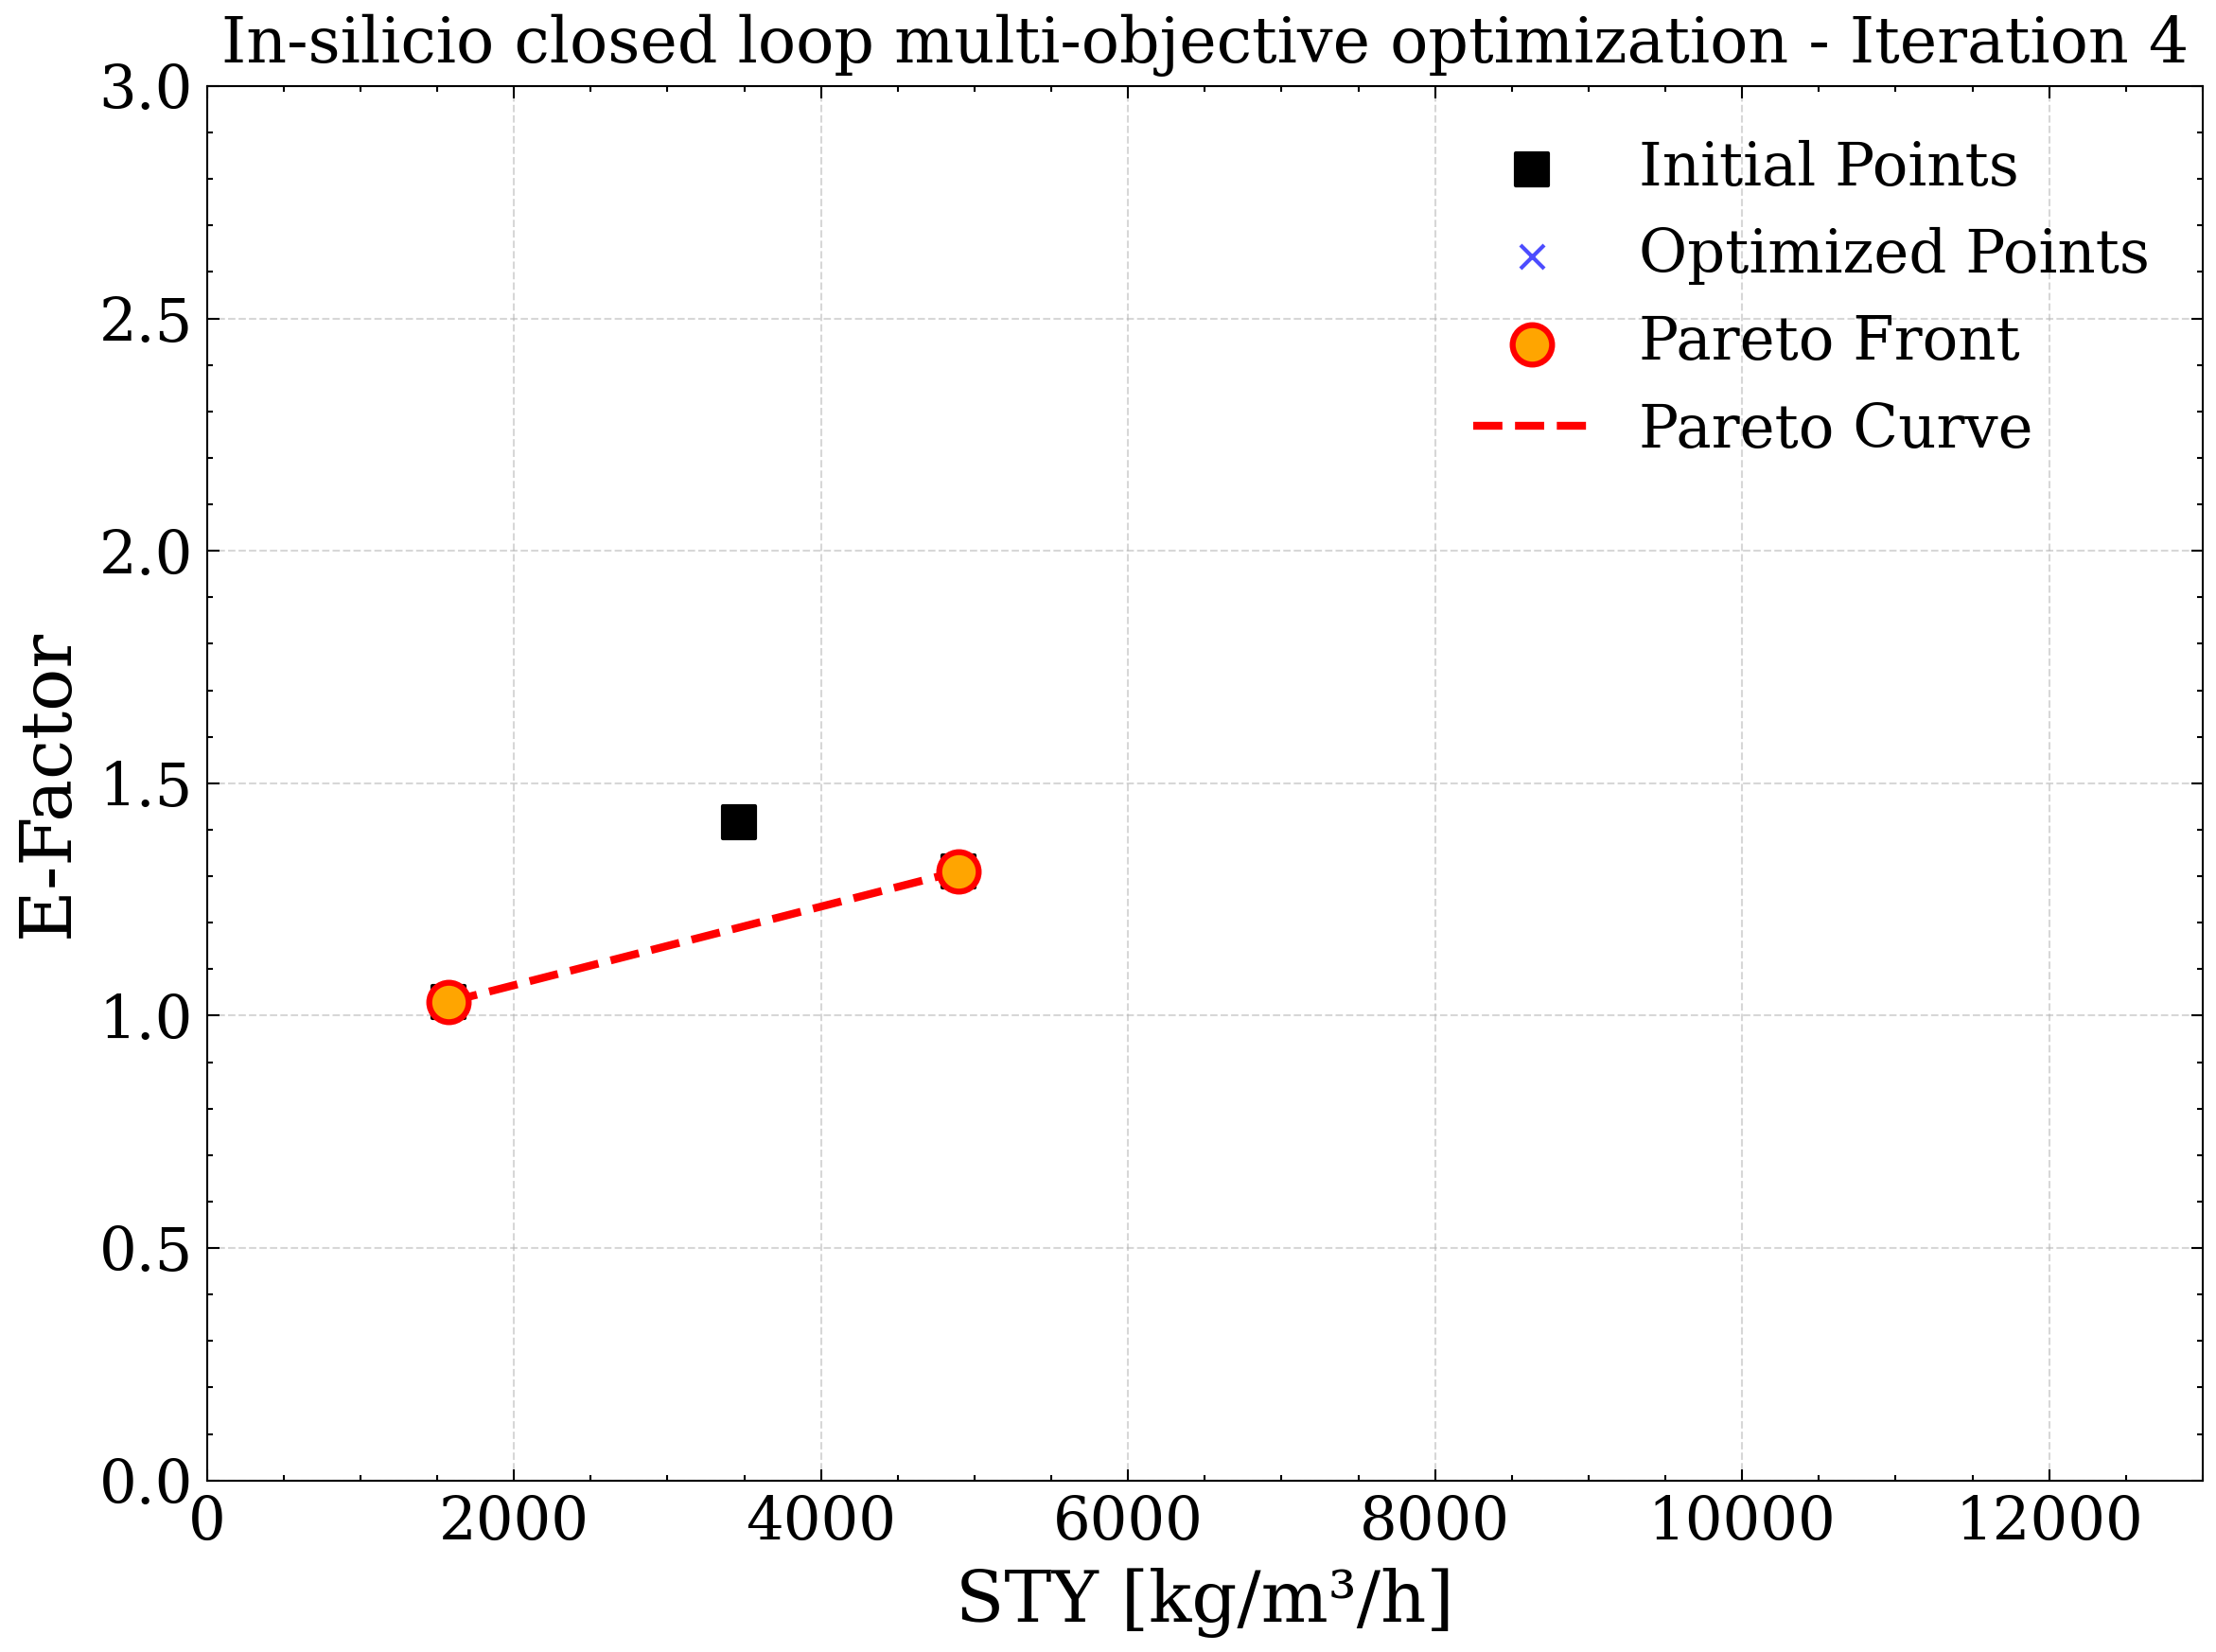 In-silicio closed loop multi-objective optimization - Iteration 4
3.0
2.5
2.0
1.5
1.0
0.5
0.0
E-Factor
Initial Points
Optimized Points
Pareto Front
Pareto Curve
0 2000 4000 6000 8000 10000 12000
STY [kg/m³/h]